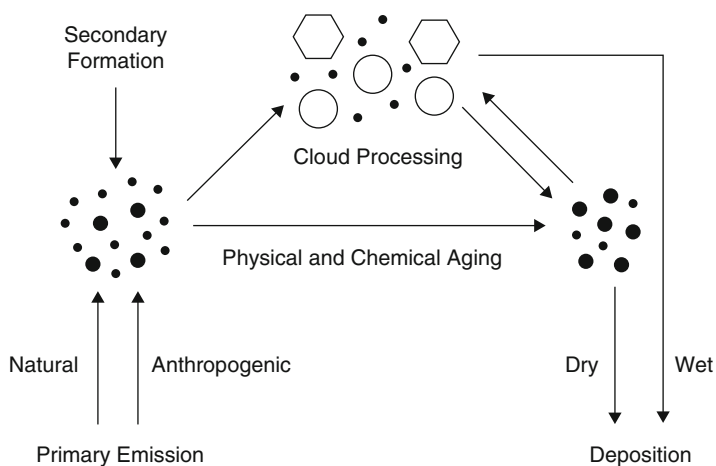 Secondary
Formation
Cloud Processing
Physical and Chemical Aging
Natural
Anthropogenic
Dry
Wet
Primary Emission
Deposition